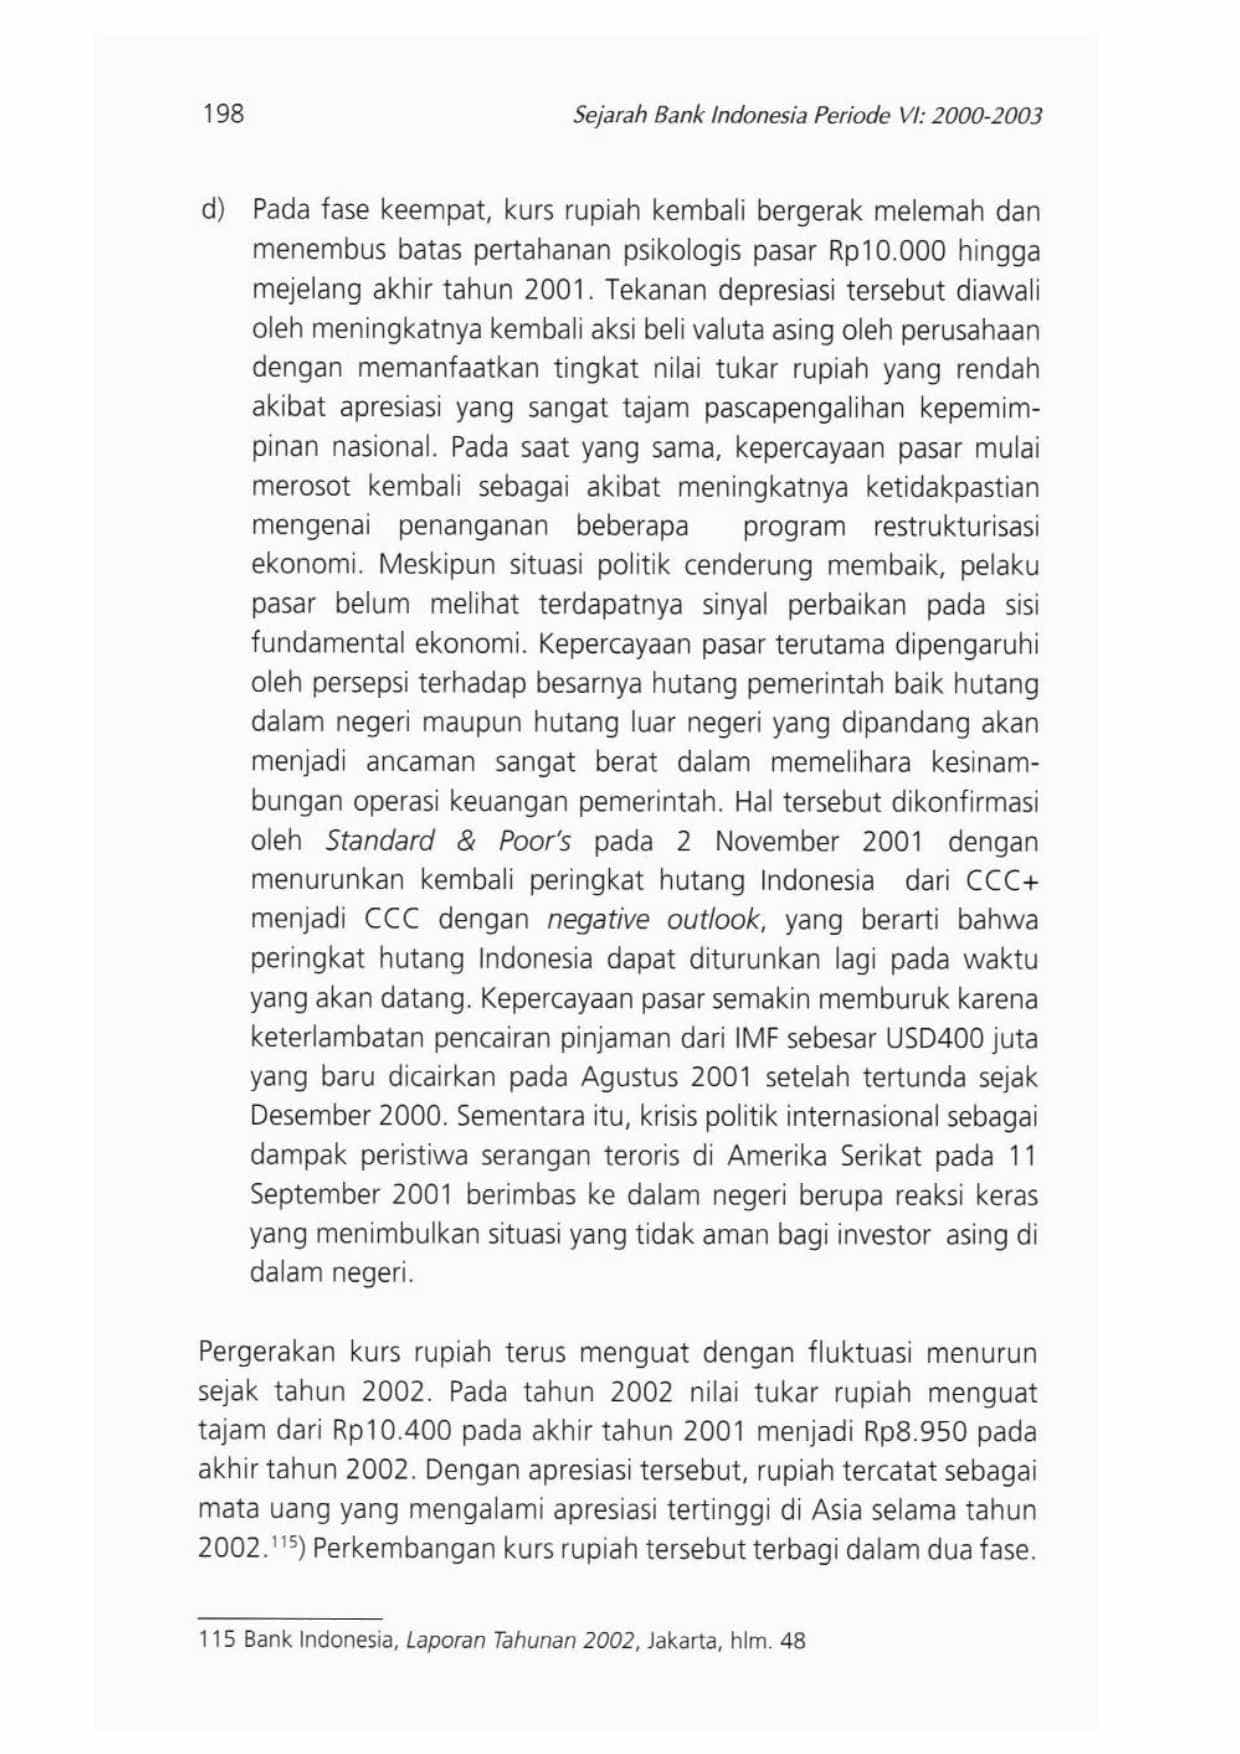 198 Sejarah Bank Indonesia Periode VI: 2000-2003
d) Pada fase keempat, kurs rupiah kembali bergerak melemah dan
menembus batas pertahanan psikologis pasar Rp10.000 hingga
mejelang akhir tahun 2001. Tekanan depresiasi tersebut diawali
oleh meningkatnya kembali aksi beli valuta asing oleh perusahaan
dengan memanfaatkan tingkat nilai tukar rupiah yang rendah
akibat apresiasi yang sangat tajam pascapengalihan kepemim-
pinan nasional. Pada saat yang sama, kepercayaan pasar mulai
merosot kembali sebagai akibat meningkatnya ketidakpastian
mengenai penanganan beberapa program restrukturisasi
ekonomi. Meskipun situasi politik cenderung membaik, pelaku
pasar belum melihat terdapatnya sinyal perbaikan pada sisi
fundamental ekonomi. Kepercayaan pasar terutama dipengaruhi
oleh persepsi terhadap besarnya hutang pemerintah baik hutang
dalam negeri maupun hutang luar negeri yang dipandang akan
menjadi ancaman sangat berat dalam memelihara kesinam-
bungan operasi keuangan pemerintah. Hal tersebut dikonfirmasi
oleh Standard & Poor's pada 2 November 2001 dengan
menurunkan kembali peringkat hutang Indonesia dari CCC+
menjadi CCC dengan negative outlook, yang berarti bahwa
peringkat hutang Indonesia dapat diturunkan lagi pada waktu
yang akan datang. Kepercayaan pasar semakin memburuk karena
keterlambatan pencairan pinjaman dari IMF sebesar USD400 juta
yang baru dicairkan pada Agustus 2001 setelah tertunda sejak
Desember 2000. Sementara itu, krisis politik internasional sebagai
dampak peristiwa serangan teroris di Amerika Serikat pada 11
September 2001 berimbas ke dalam negeri berupa reaksi keras
yang menimbulkan situasi yang tidak aman bagi investor asing di
dalam negeri.
Pergerakan kurs rupiah terus menguat dengan fluktuasi menurun
sejak tahun 2002. Pada tahun 2002 nilai tukar rupiah menguat
tajam dari Rp10.400 pada akhir tahun 2001 menjadi Rp8.950 pada
akhir tahun 2002. Dengan apresiasi tersebut, rupiah tercatat sebagai
mata uang yang mengalami apresiasi tertinggi di Asia selama tahun
2002.¹¹⁵) Perkembangan kurs rupiah tersebut terbagi dalam dua fase.
115 Bank Indonesia, Laporan Tahunan 2002, Jakarta, hlm. 48